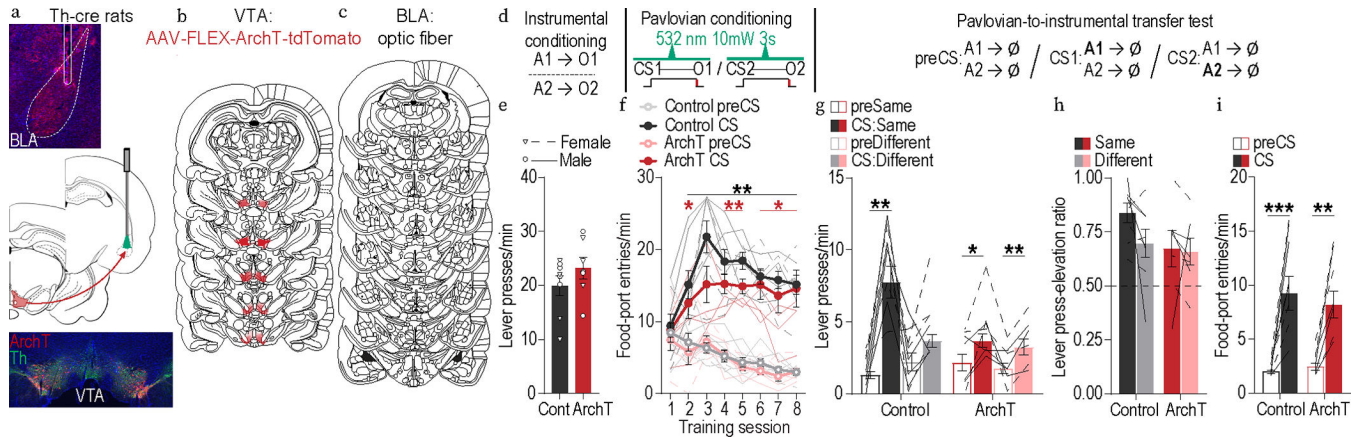 a
Th-cre rats
BLA
ArchT
Th
VTA
b
VTA:
AAV-FLEX-ArchT-tdTomato
c
BLA:
optic fiber
d
Instrumental
conditioning
A1 → O1
A2 → O2
Pavlovian conditioning
532 nm 10mW 3s
CS1 O1 / CS2 O2
Pavlovian-to-instrumental transfer test
preCS: A1 → Ø / CS1: A1 → Ø / CS2: A1 → Ø
A2 → Ø A2 → Ø A2 → Ø
e
Female
Male
Lever presses/min
40
30
20
10
0
Cont ArchT
f
Control preCS
Control CS
ArchT preCS
ArchT CS
Food-port entries/min
30
20
10
0
**
* ** *
1 2 3 4 5 6 7 8
Training session
g
preSame
CS:Same
preDifferent
CS:Different
Lever presses/min
15
10
5
0
**
* **
Control ArchT
h
Same
Different
Lever press-elevation ratio
1.00
0.75
0.50
0.25
0.00
Control ArchT
i
preCS
CS
Food-port entries/min
20
15
10
5
0
*** **
Control ArchT